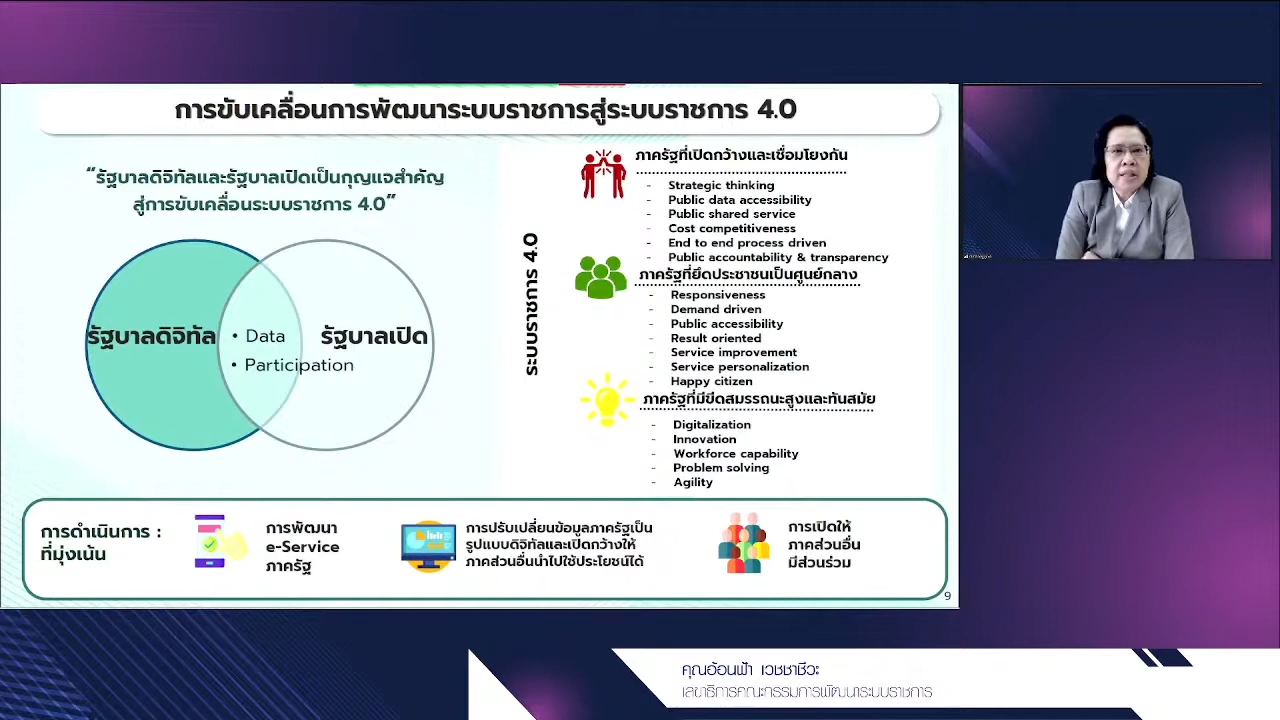 การขับเคลื่อนการพัฒนาระบบราชการสู่ระบบราชการ 4.0
“รัฐบาลดิจิทัลและรัฐบาลเปิดเป็นกุญแจสำคัญ
สู่การขับเคลื่อนระบบราชการ 4.0”
รัฐบาลดิจิทัล
• Data
• Participation
รัฐบาลเปิด
ระบบราชการ 4.0
ภาครัฐที่เปิดกว้างและเชื่อมโยงกัน
- Strategic thinking
- Public data accessibility
- Public shared service
- Cost competitiveness
- End to end process driven
- Public accountability & transparency
ภาครัฐที่ยึดประชาชนเป็นศูนย์กลาง
- Responsiveness
- Demand driven
- Public accessibility
- Result oriented
- Service improvement
- Service personalization
- Happy citizen
ภาครัฐที่มีขีดสมรรถนะสูงและทันสมัย
- Digitalization
- Innovation
- Workforce capability
- Problem solving
- Agility
การดำเนินการ :
ที่มุ่งเน้น
การพัฒนา
e-Service
ภาครัฐ
การปรับเปลี่ยนข้อมูลภาครัฐเป็น
รูปแบบดิจิทัลและเปิดกว้างให้
ภาคส่วนอื่นนำไปใช้ประโยชน์ได้
การเปิดให้
ภาคส่วนอื่น
มีส่วนร่วม
9
คุณอ้อนฟ้า เวชชาชีวะ
เลขาธิการคณะกรรมการพัฒนาระบบราชการ